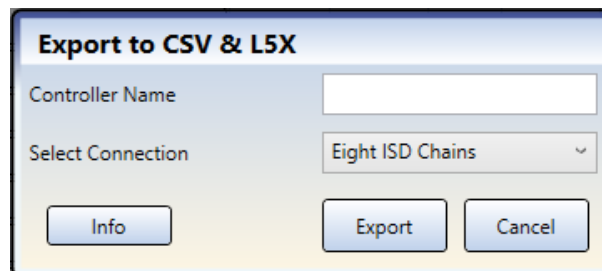 Export to CSV & L5X
Controller Name
Select Connection Eight ISD Chains
Info Export Cancel